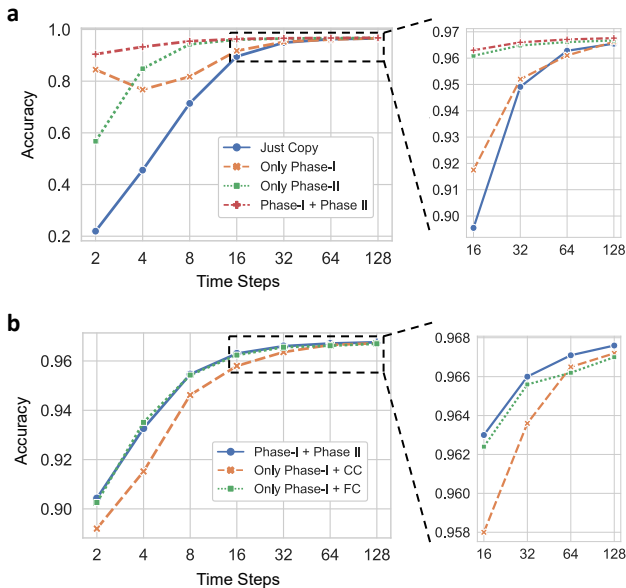 a
Accuracy
1.0
0.8
0.6
0.4
0.2
Just Copy
Only Phase-I
Only Phase-II
Phase-I + Phase II
2 4 8 16 32 64 128
Time Steps
0.97
0.96
0.95
0.94
0.93
0.92
0.91
0.90
16 32 64 128
b
Accuracy
0.96
0.94
0.92
0.90
Phase-I + Phase II
Only Phase-I + CC
Only Phase-I + FC
2 4 8 16 32 64 128
Time Steps
0.968
0.966
0.964
0.962
0.960
0.958
16 32 64 128